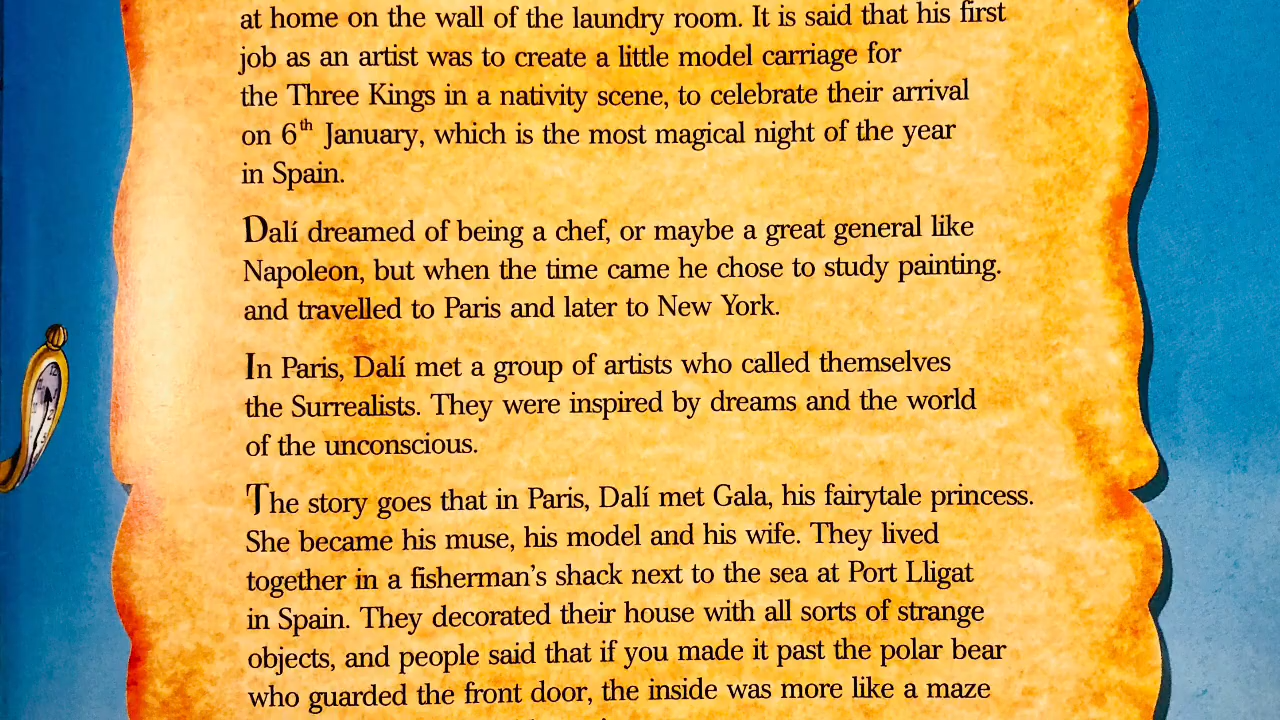 at home on the wall of the laundry room. It is said that his first
job as an artist was to create a little model carriage for
the Three Kings in a nativity scene, to celebrate their arrival
on 6th January, which is the most magical night of the year
in Spain.
Dalí dreamed of being a chef, or maybe a great general like
Napoleon, but when the time came he chose to study painting.
and travelled to Paris and later to New York.
In Paris, Dalí met a group of artists who called themselves
the Surrealists. They were inspired by dreams and the world
of the unconscious.
The story goes that in Paris, Dalí met Gala, his fairytale princess.
She became his muse, his model and his wife. They lived
together in a fisherman's shack next to the sea at Port Lligat
in Spain. They decorated their house with all sorts of strange
objects, and people said that if you made it past the polar bear
who guarded the front door, the inside was more like a maze